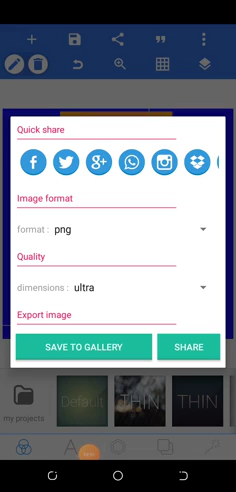 Quick share
Image format
format : png
Quality
dimensions : ultra
Export image
SAVE TO GALLERY
SHARE
my projects
Default
THIN
THIN